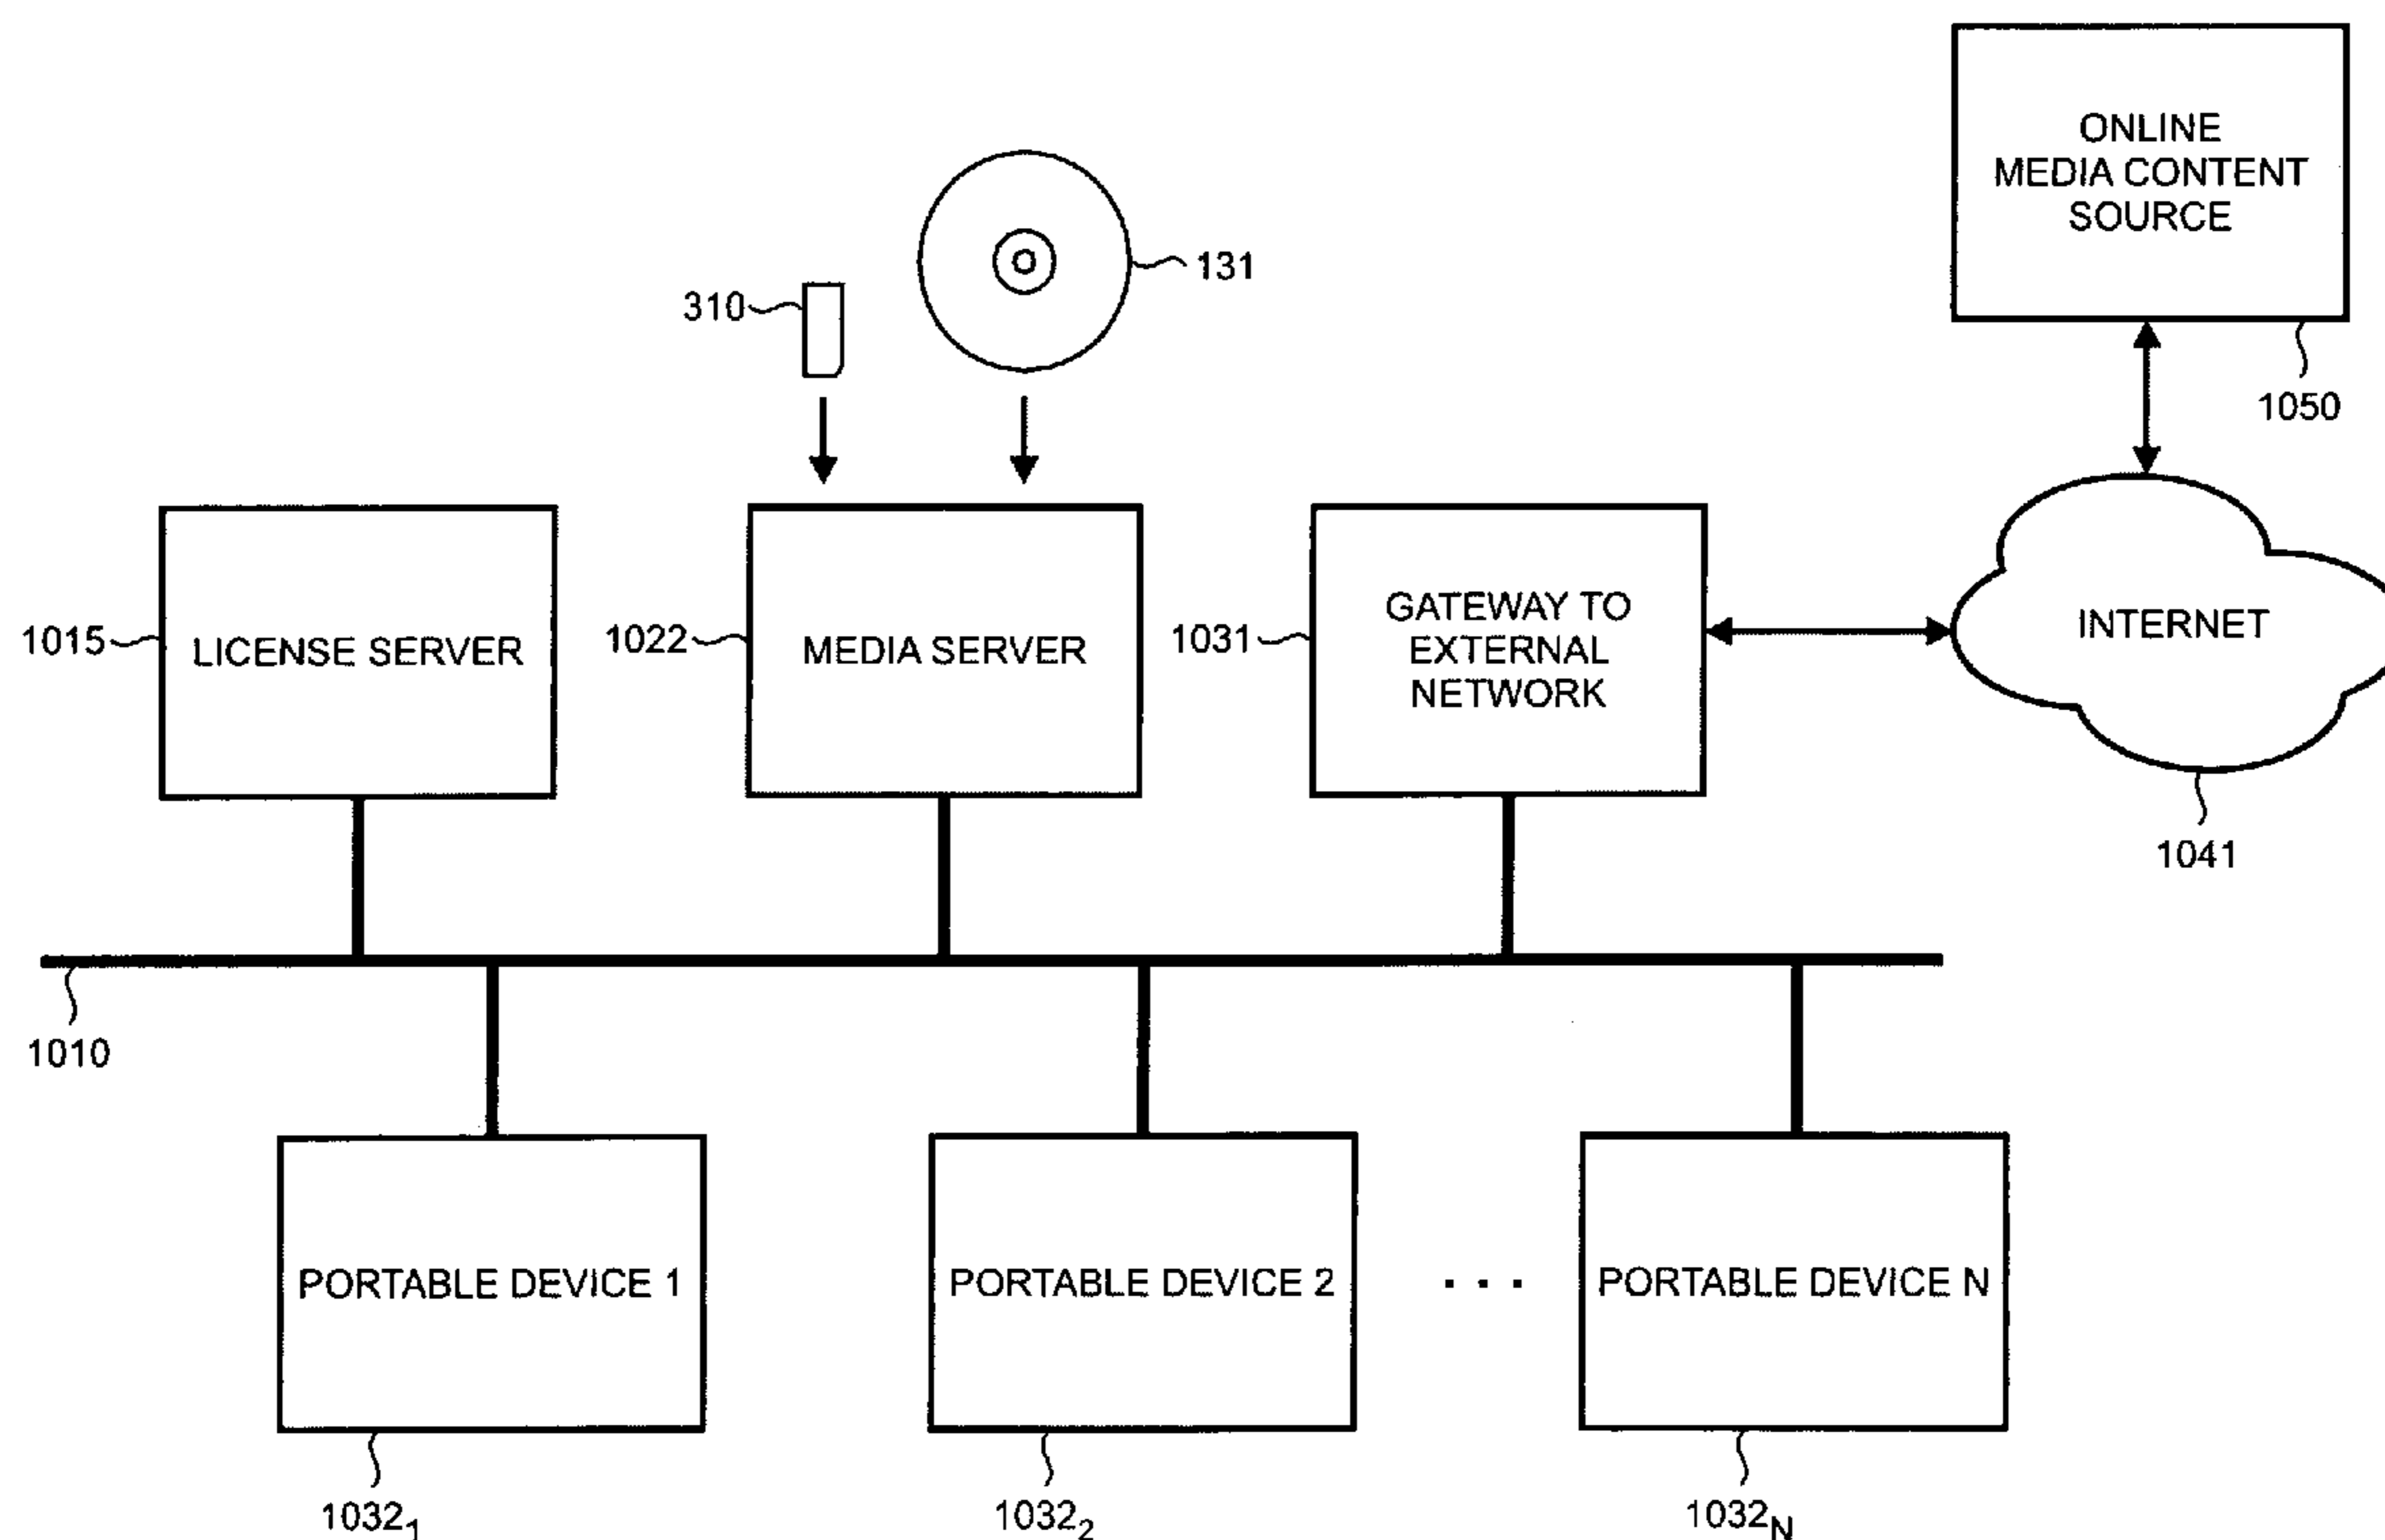 ONLINE
MEDIA CONTENT
SOURCE
131
310
1050
1015
LICENSE SERVER
1022
MEDIA SERVER
1031
GATEWAY TO
EXTERNAL
NETWORK
INTERNET
1041
1010
PORTABLE DEVICE 1
PORTABLE DEVICE 2
. . .
PORTABLE DEVICE N
1032₁
1032₂
1032_N